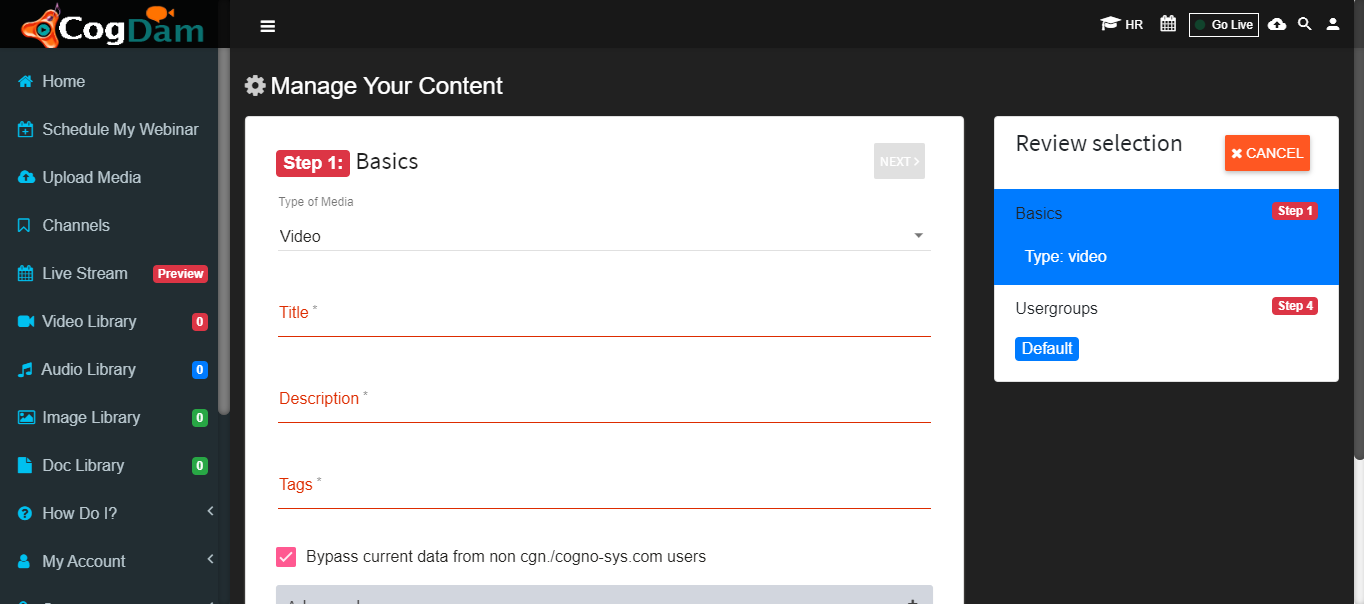 CogDam
HR
Go Live
Home
Schedule My Webinar
Upload Media
Channels
Live Stream Preview
Video Library 0
Audio Library 0
Image Library 0
Doc Library 0
How Do I?
My Account
Manage Your Content
Step 1: Basics
NEXT
Type of Media
Video
Title *
Description *
Tags *
Bypass current data from non cgn./cogno-sys.com users
Review selection
CANCEL
Basics Step 1
Type: video
Usergroups Step 4
Default